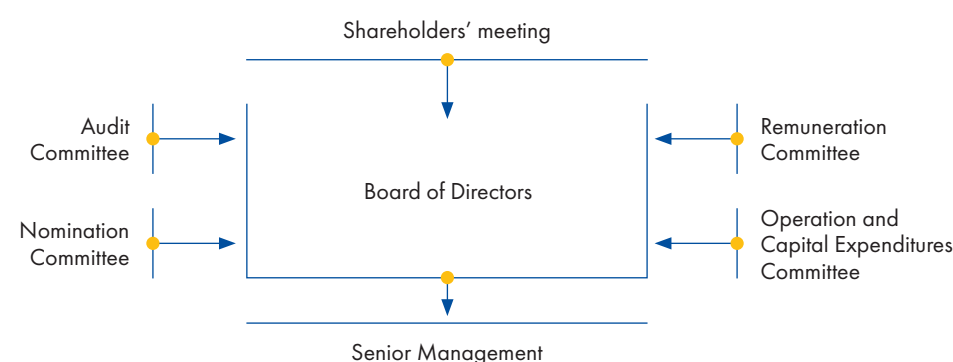 Shareholders’ meeting
Audit
Committee
Remuneration
Committee
Board of Directors
Nomination
Committee
Operation and
Capital Expenditures
Committee
Senior Management